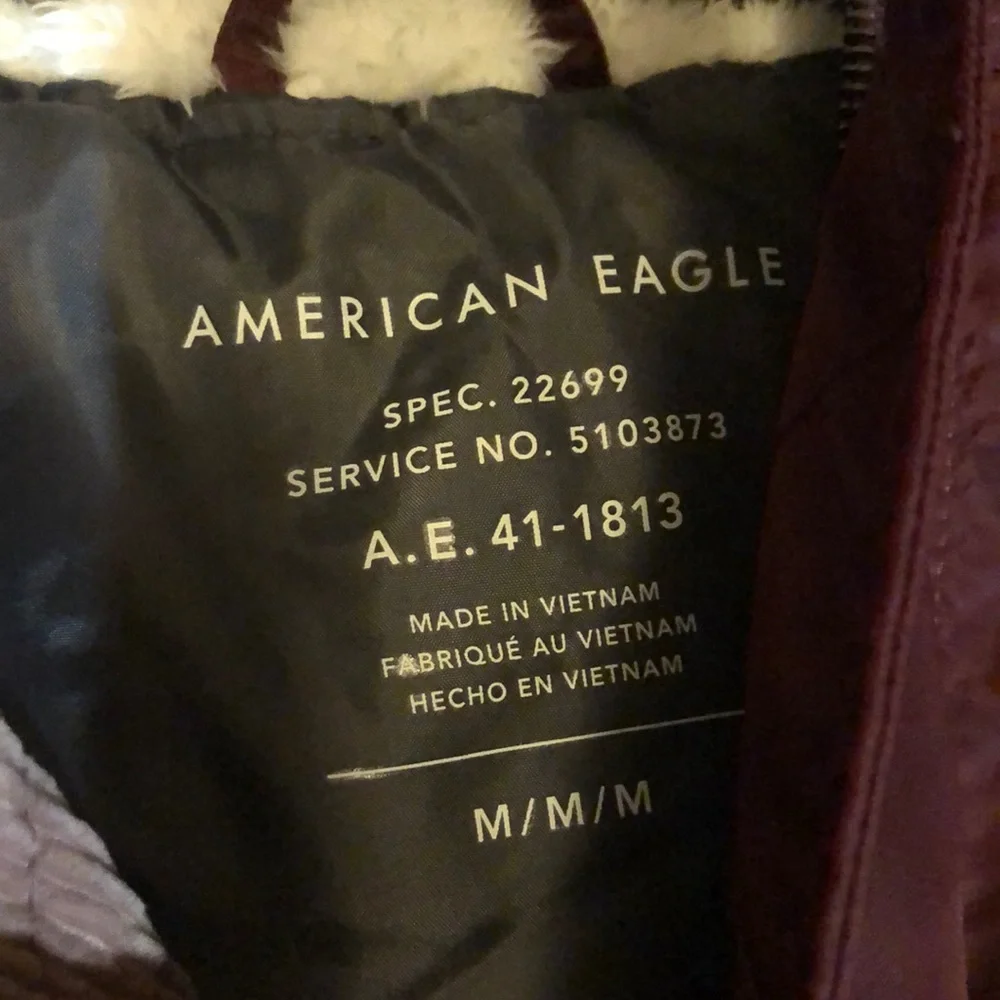 AMERICAN EAGLE
SPEC. 22699
SERVICE NO. 5103873
A.E. 41-1813
MADE IN VIETNAM
FABRIQUÉ AU VIETNAM
HECHO EN VIETNAM
M/M/M